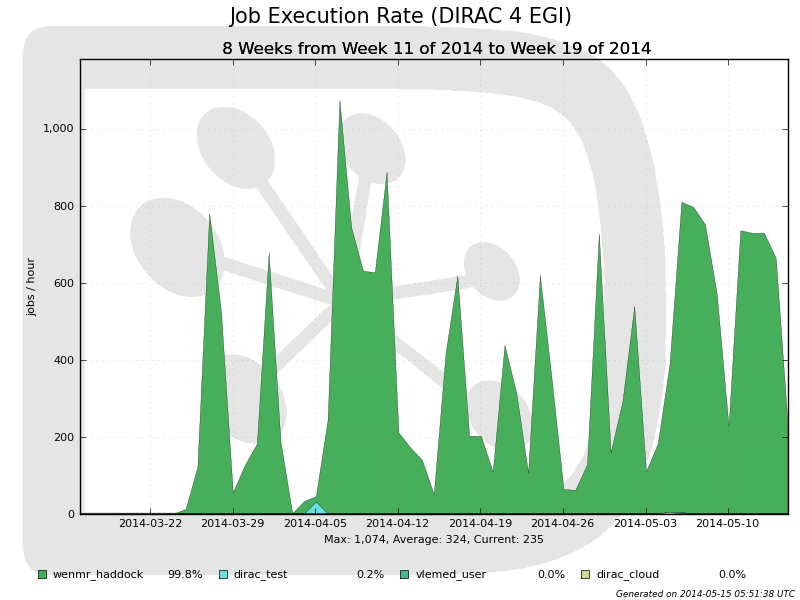 Job Execution Rate (DIRAC 4 EGI)
8 Weeks from Week 11 of 2014 to Week 19 of 2014
jobs / hour
1,000
800
600
400
200
0
2014-03-22 2014-03-29 2014-04-05 2014-04-12 2014-04-19 2014-04-26 2014-05-03 2014-05-10
Max: 1,074, Average: 324, Current: 235
wenmr_haddock 99.8% dirac_test 0.2% vlemed_user 0.0% dirac_cloud 0.0%
Generated on 2014-05-15 05:51:38 UTC